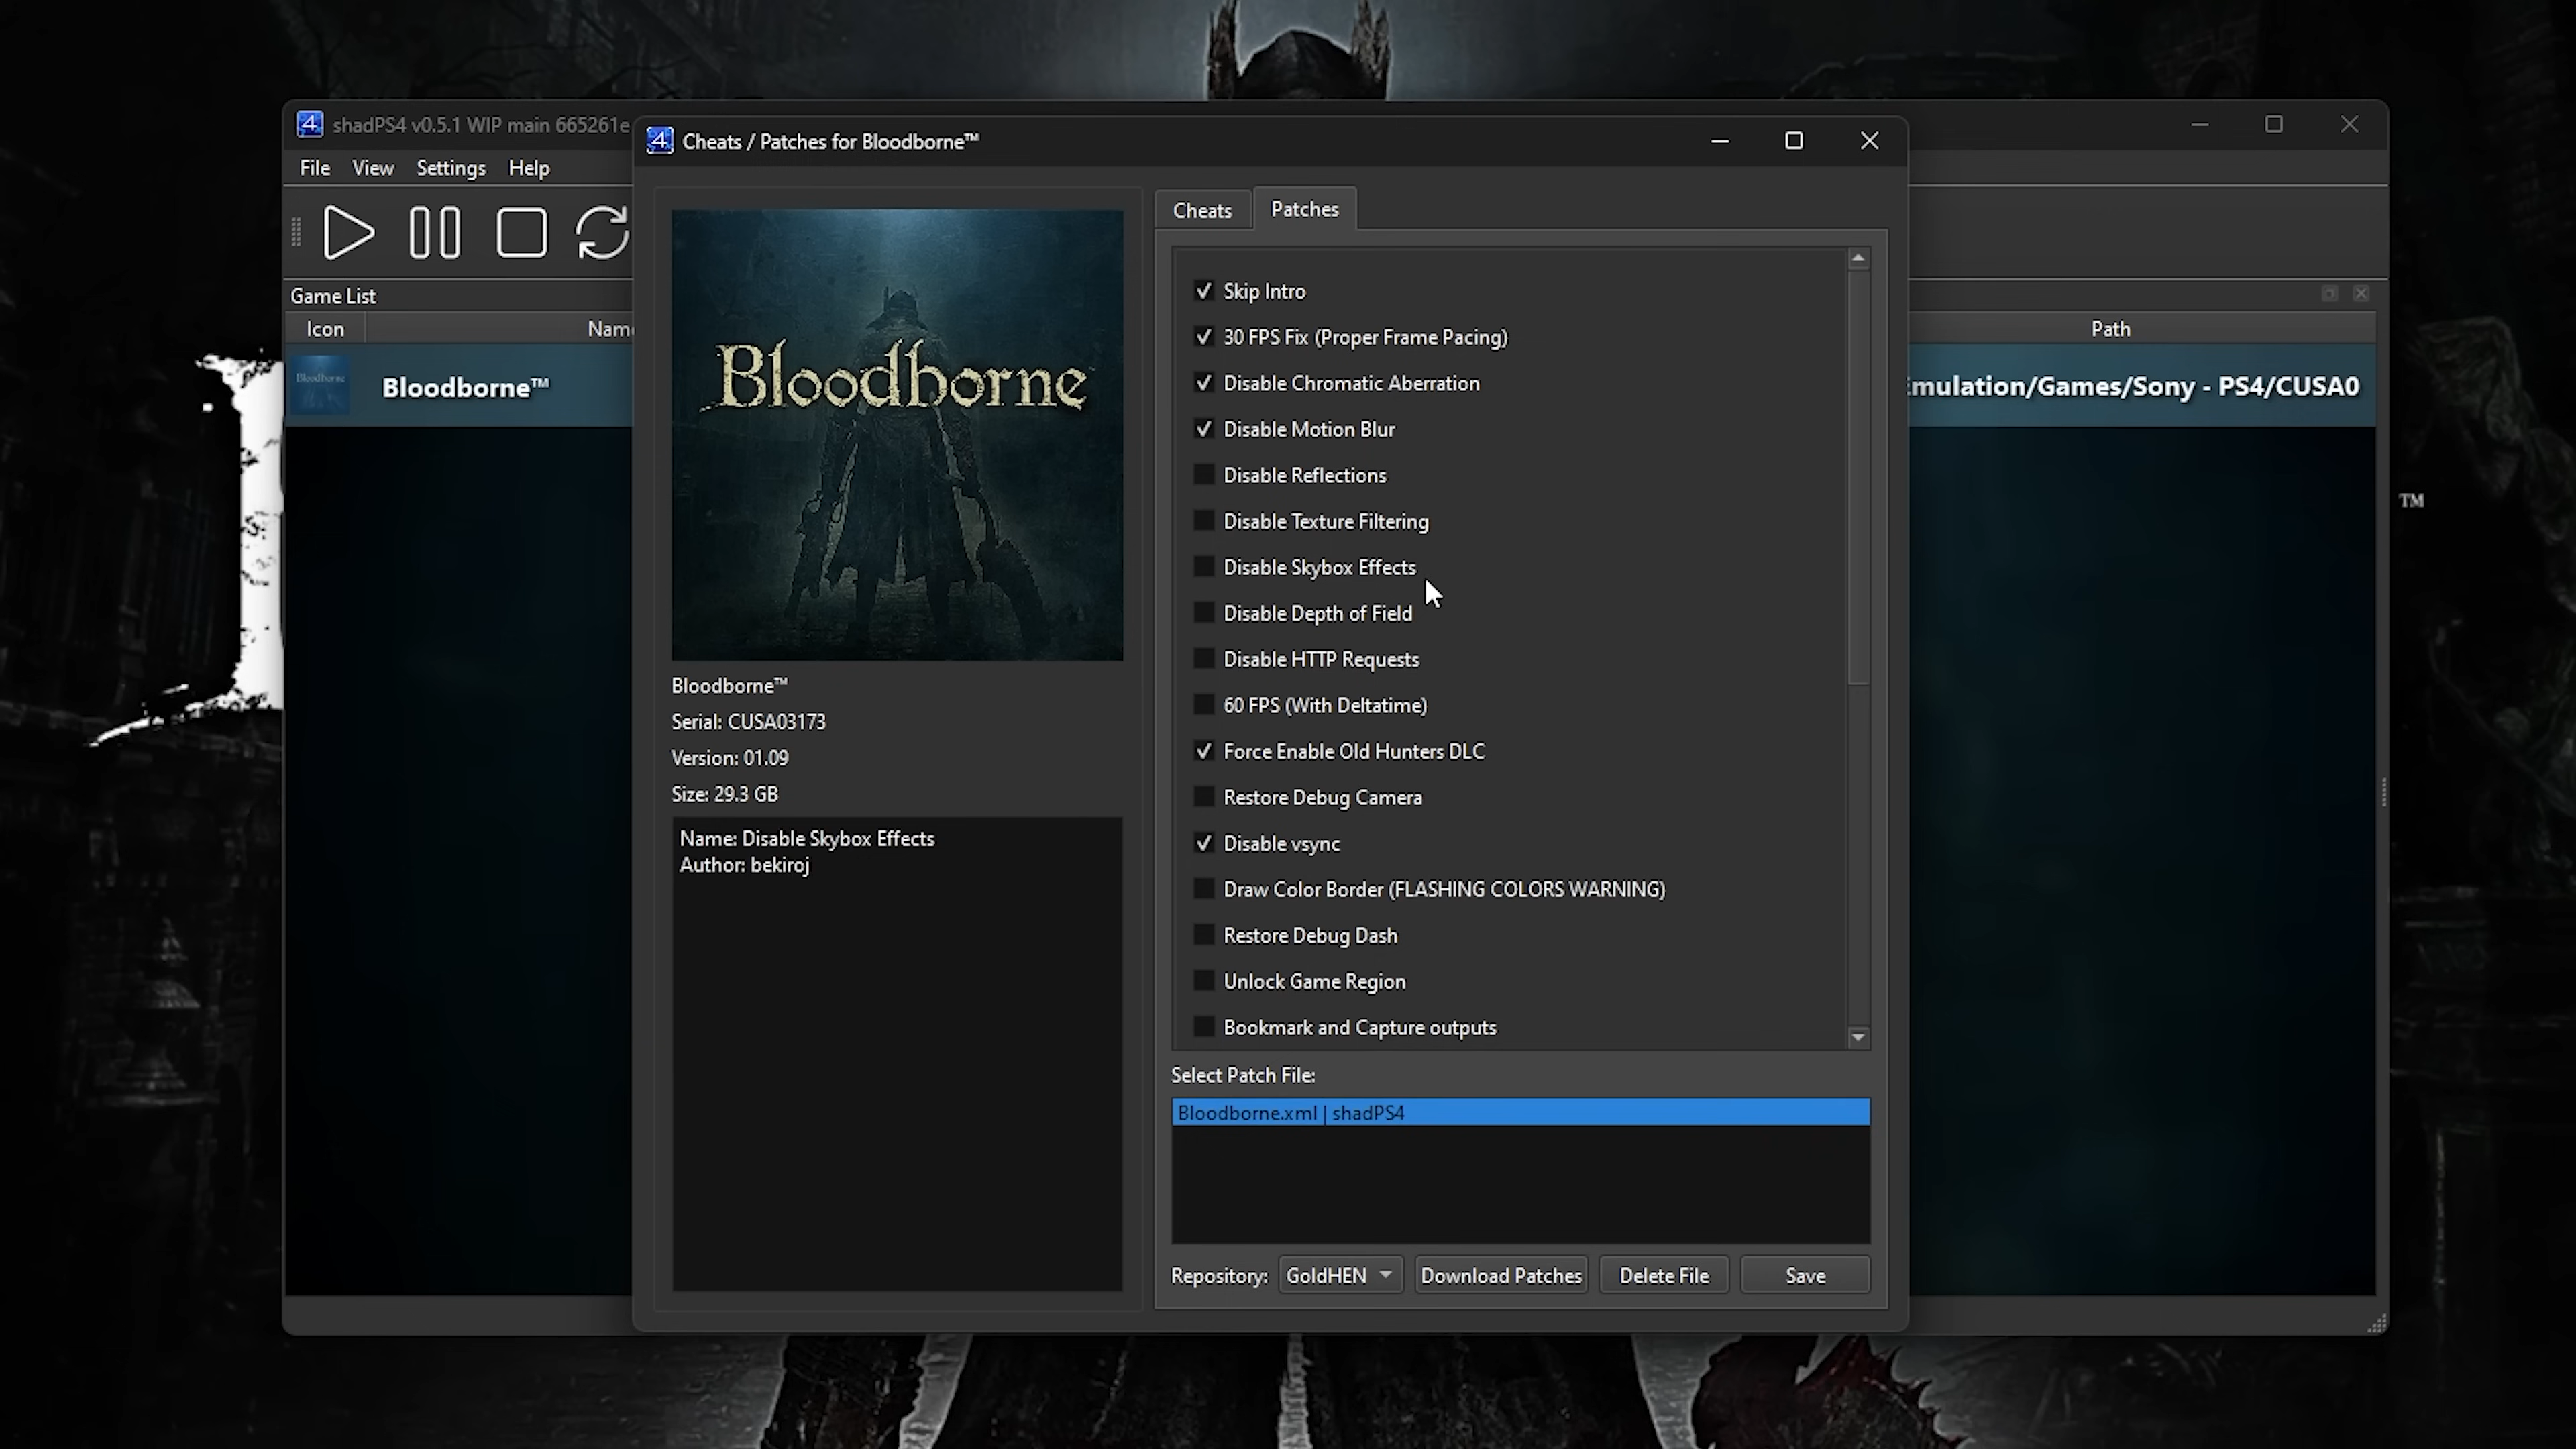 shadPS4 v0.5.1 WIP main 665261e
File View Settings Help
Game List
Icon
Path
Bloodborne
Bloodborne™
Emulation/Games/Sony - PS4/CUSA0
Cheats / Patches for Bloodborne™
Bloodborne
Bloodborne™
Serial: CUSA03173
Version: 01.09
Size: 29.3 GB
Name: Disable Skybox Effects
Author: bekiroj
Cheats
Patches
Skip Intro
30 FPS Fix (Proper Frame Pacing)
Disable Chromatic Aberration
Disable Motion Blur
Disable Reflections
Disable Texture Filtering
Disable Skybox Effects
Disable Depth of Field
Disable HTTP Requests
60 FPS (With Deltatime)
Force Enable Old Hunters DLC
Restore Debug Camera
Disable vsync
Draw Color Border (FLASHING COLORS WARNING)
Restore Debug Dash
Unlock Game Region
Bookmark and Capture outputs
Select Patch File:
Bloodborne.xml | shadPS4
Repository: GoldHEN Download Patches Delete File Save
TM